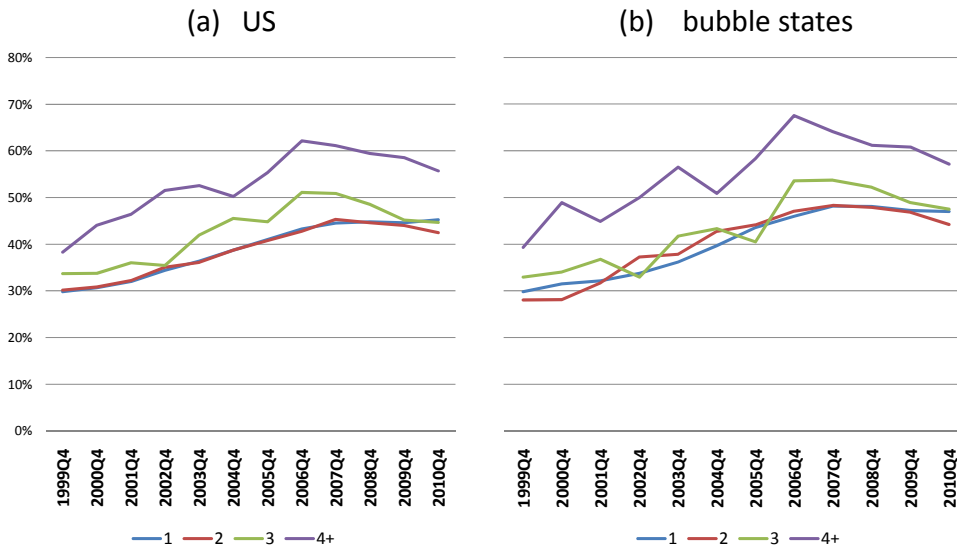 (a) US
(b) bubble states
80%
70%
60%
50%
40%
30%
20%
10%
0%
1999Q4
2000Q4
2001Q4
2002Q4
2003Q4
2004Q4
2005Q4
2006Q4
2007Q4
2008Q4
2009Q4
2010Q4
1999Q4
2000Q4
2001Q4
2002Q4
2003Q4
2004Q4
2005Q4
2006Q4
2007Q4
2008Q4
2009Q4
2010Q4
1 2 3 4+
1 2 3 4+